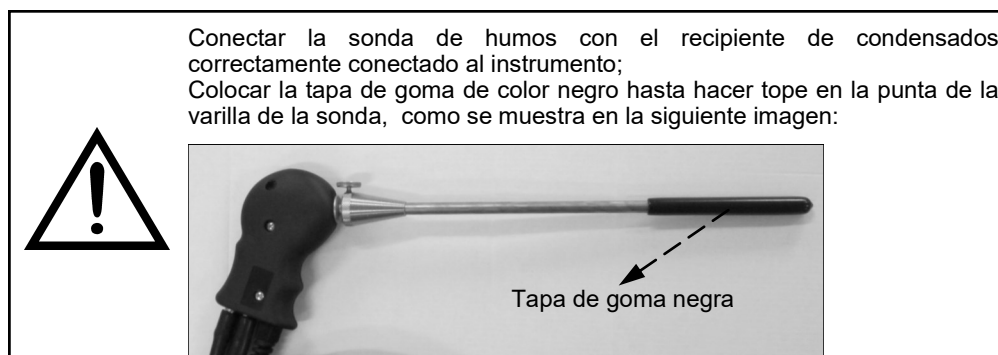 Conectar la sonda de humos con el recipiente de condensados
correctamente conectado al instrumento;
Colocar la tapa de goma de color negro hasta hacer tope en la punta de la
varilla de la sonda, como se muestra en la siguiente imagen:
Tapa de goma negra